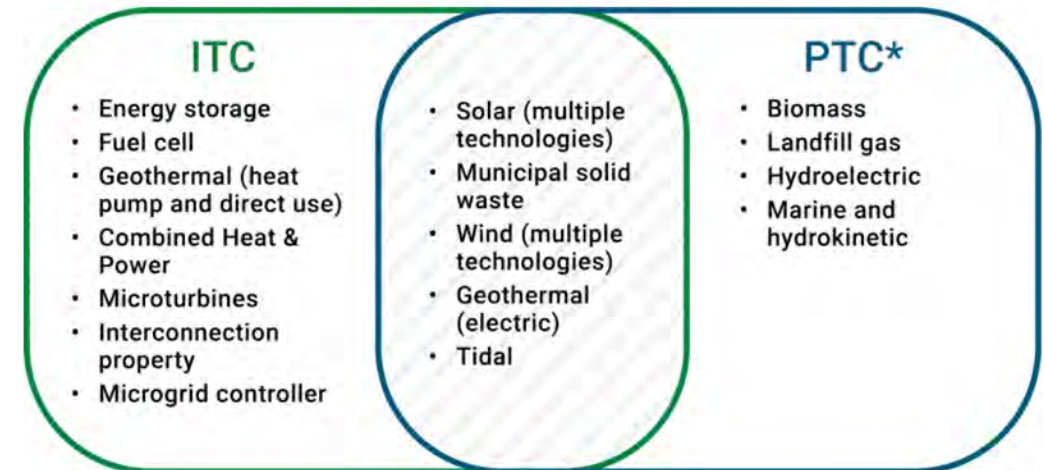 ITC
• Energy storage
• Fuel cell
• Geothermal (heat
pump and direct use)
• Combined Heat &
Power
• Microturbines
• Interconnection
property
• Microgrid controller
• Solar (multiple
technologies)
• Municipal solid
waste
• Wind (multiple
technologies)
• Geothermal
(electric)
• Tidal
PTC*
• Biomass
• Landfill gas
• Hydroelectric
• Marine and
hydrokinetic